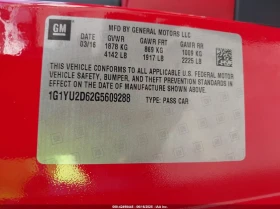 GM
MFD BY GENERAL MOTORS LLC
03/16 GVWR GAWR FRT GAWR RR
1878 KG 869 KG 1009 KG
4142 LB 1917 LB 2225 LB
THIS VEHICLE CONFORMS TO ALL APPLICABLE U.S. FEDERAL MOTOR VEHICLE
SAFETY, BUMPER, AND THEFT PREVENTION STANDARDS IN EFFECT
ON THE DATE OF MANUFACTURE SHOWN ABOVE.
1G1YU2D62G5609288 TYPE: PASS CAR